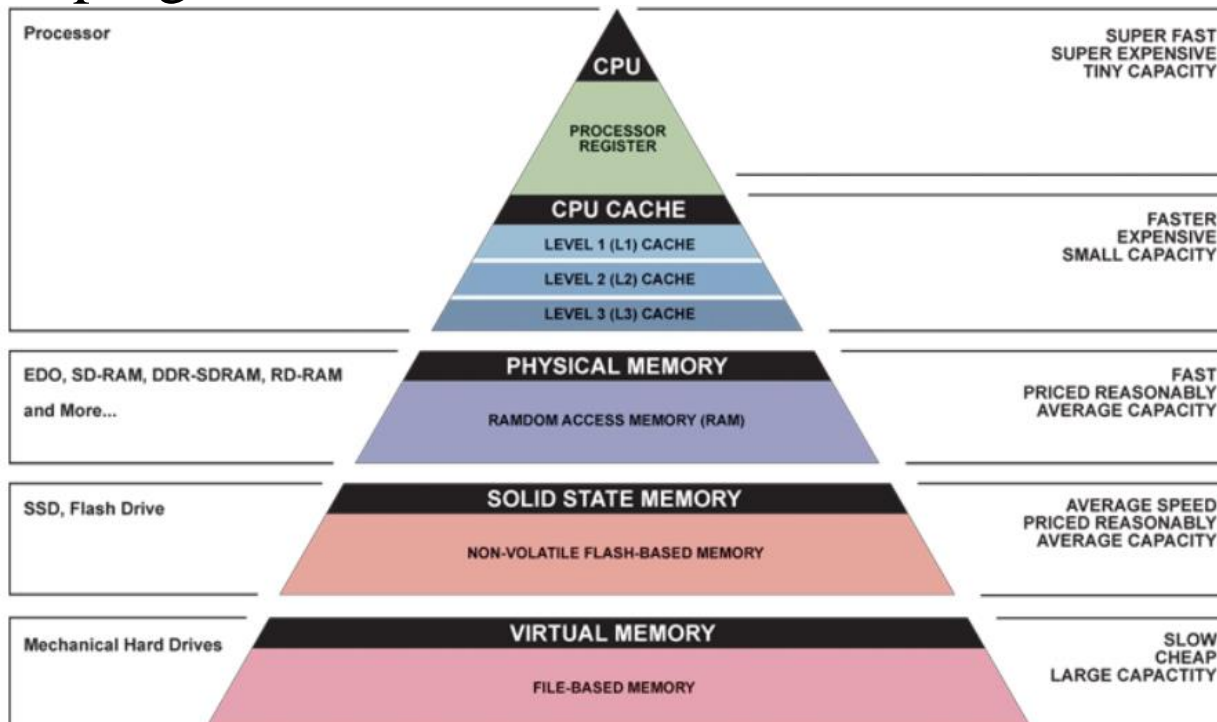 Processor
CPU
SUPER FAST
SUPER EXPENSIVE
TINY CAPACITY
PROCESSOR
REGISTER
CPU CACHE
LEVEL 1 (L1) CACHE
LEVEL 2 (L2) CACHE
LEVEL 3 (L3) CACHE
FASTER
EXPENSIVE
SMALL CAPACITY
EDO, SD-RAM, DDR-SDRAM, RD-RAM
and More...
PHYSICAL MEMORY
RAMDOM ACCESS MEMORY (RAM)
FAST
PRICED REASONABLY
AVERAGE CAPACITY
SSD, Flash Drive
SOLID STATE MEMORY
NON-VOLATILE FLASH-BASED MEMORY
AVERAGE SPEED
PRICED REASONABLY
AVERAGE CAPACITY
Mechanical Hard Drives
VIRTUAL MEMORY
FILE-BASED MEMORY
SLOW
CHEAP
LARGE CAPACTITY